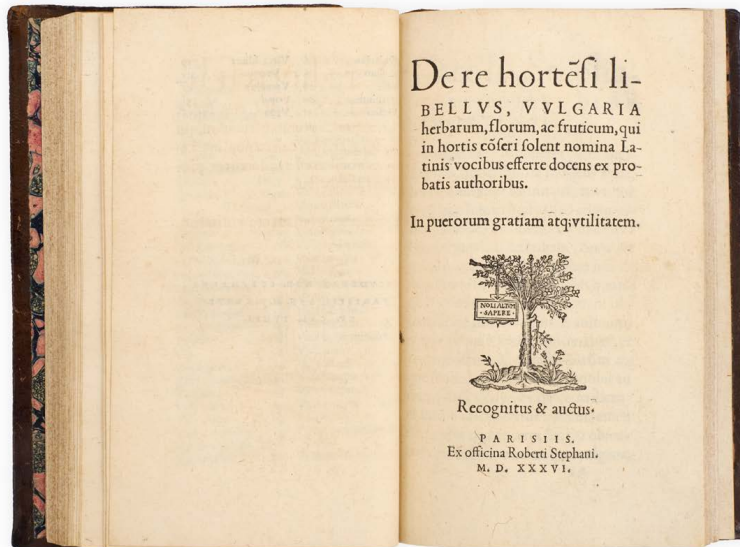 De re hortẽſi li-
BELLVS, VVLGARIA
herbarum, florum, ac fruticum, qui
in hortis cõſeri ſolent nomina La-
tinis vocibus efferre docens ex pro-
batis authoribus.
In puerorum gratiam atq; vtilitatem.
NOLI ALTVM
SAPERE
Recognitus & auctus.
PARISIIS.
Ex officina Roberti Stephani.
M. D. XXXVI.